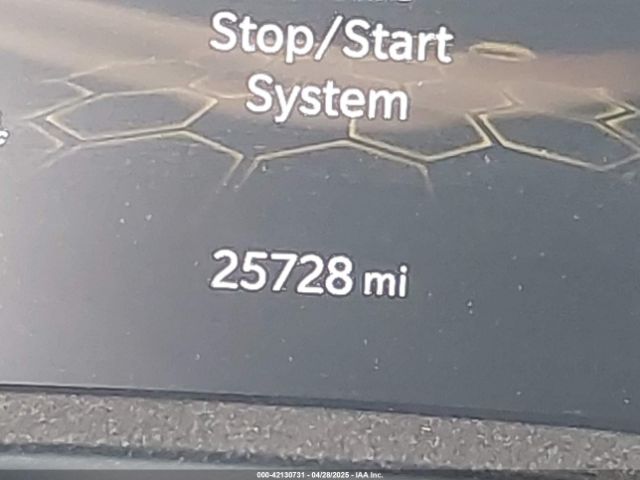 Stop/Start
System
25728 mi
000-42130731 - 04/28/2025 - IAA Inc.